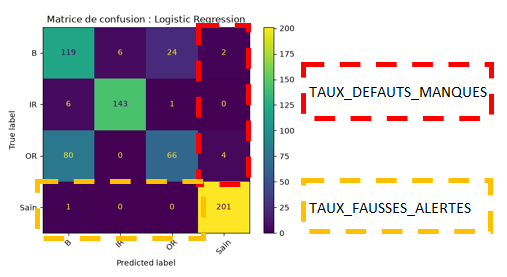 Matrice de confusion : Logistic Regression
B 119 6 24 2
IR 6 143 1 0
OR 80 0 66 4
Sain 1 0 0 201
B IR OR Sain
Predicted label
True label
200
175
150
125
100
75
50
25
0
TAUX_DEFAUTS_MANQUES
TAUX_FAUSSES_ALERTES